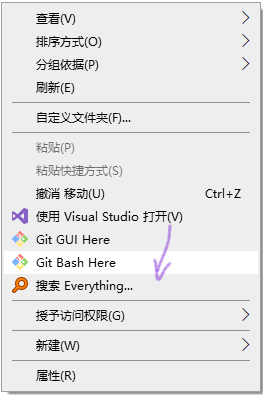 查看(V)
排序方式(O)
分组依据(P)
刷新(E)
自定义文件夹(F)...
粘贴(P)
粘贴快捷方式(S)
撤消 移动(U) Ctrl+Z
使用 Visual Studio 打开(V)
Git GUI Here
Git Bash Here
搜索 Everything...
授予访问权限(G)
新建(W)
属性(R)